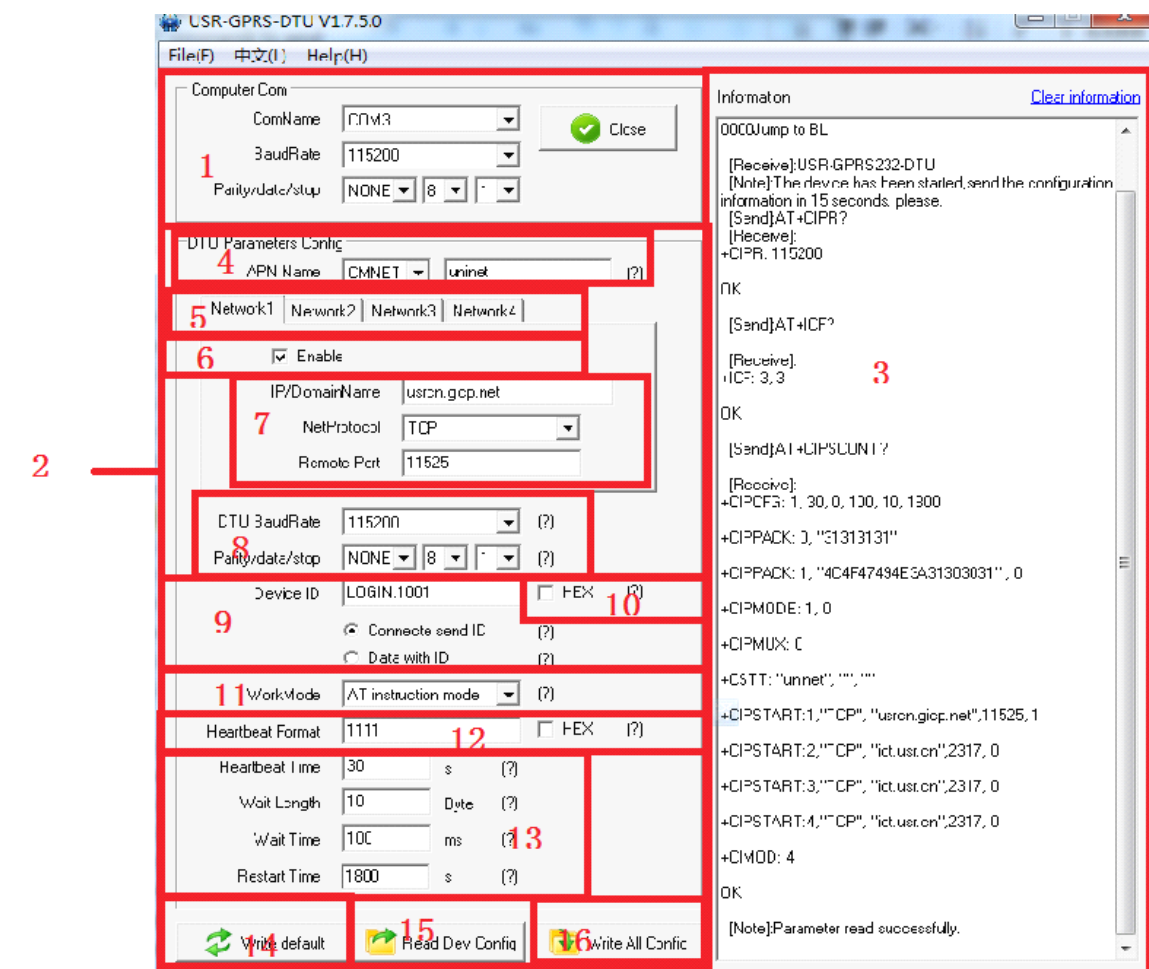 USR-GPRS-DTU V1.7.5.0
File(F) 中文(L) Help(H)
Computer Com
ComName COM3
Close
1
BaudRate 115200
Parity/data/stop NONE 8
DTU Parameters Config
4
APN Name CMNET uninet (?)
5
Network1 Network2 Network3 Network4
6
Enable
IP/DomainName
7
NetProtocol TCP
2
Remote Port 11525
DTU BaudRate 115200 (?)
8
Parity/data/stop NONE 8 (?)
Device ID LOGIN:1001 HEX (?)
10
9
Connecte send ID (?)
Data with ID (?)
11
WorkMode AT instruction mode (?)
Heartbeat Format 1111 HEX (?)
12
Heartbeat Time 30 s (?)
Wait Length 10 Byte (?)
Wait Time 100 ms (?)
13
Restart Time 1800 s (?)
14
Write default
15
Read Dev Config
16
Write All Config
Information Clear information
0000Jump to BL
[Receive]:USR-GPRS232-DTU
[Note]:The device has been started,send the configuration
information in 15 seconds, please.
[Send]:AT+CIPR?
[Receive]:
+CIPR: 115200
OK
[Send]:AT+ICF?
[Receive]:
+ICF: 3, 3
3
OK
[Send]:AT+CIPSCONT?
[Receive]:
+CIPCFG: 1, 30, 0, 100, 10, 1800
+CIPPACK: 0, "31313131"
+CIPPACK: 1, "4C4F47494E3A31303031", 0
+CIPMODE: 1, 0
+CIPMUX: 0
+CSTT: "uninet", "", ""
+CIPSTART:1,"TCP", "usrcn.gicp.net",11525, 1
+CIPSTART:2,"TCP", "ict.usr.cn",2317, 0
+CIPSTART:3,"TCP", "ict.usr.cn",2317, 0
+CIPSTART:4,"TCP", "ict.usr.cn",2317, 0
+CIMOD: 4
OK
[Note]:Parameter read successfully.